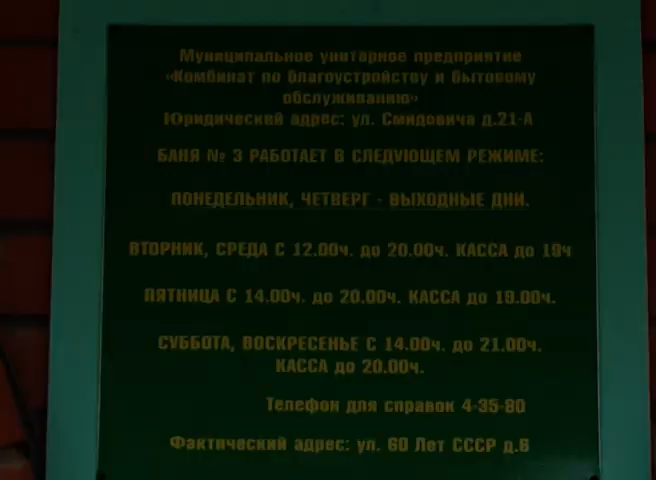 Муниципальное унитарное предприятие
«Комбинат по благоустройству и бытовому
обслуживанию»
Юридический адрес: ул. Смидовича д.21-А
БАНЯ № 3 РАБОТАЕТ В СЛЕДУЮЩЕМ РЕЖИМЕ:
ПОНЕДЕЛЬНИК, ЧЕТВЕРГ - ВЫХОДНЫЕ ДНИ.
ВТОРНИК, СРЕДА С 12.00ч. до 20.00ч. КАССА до 19ч
ПЯТНИЦА С 14.00ч. до 20.00ч. КАССА до 19.00ч.
СУББОТА, ВОСКРЕСЕНЬЕ С 14.00ч. до 21.00ч.
КАССА до 20.00ч.
Телефон для справок 4-35-80
Фактический адрес: ул. 60 Лет СССР д.6